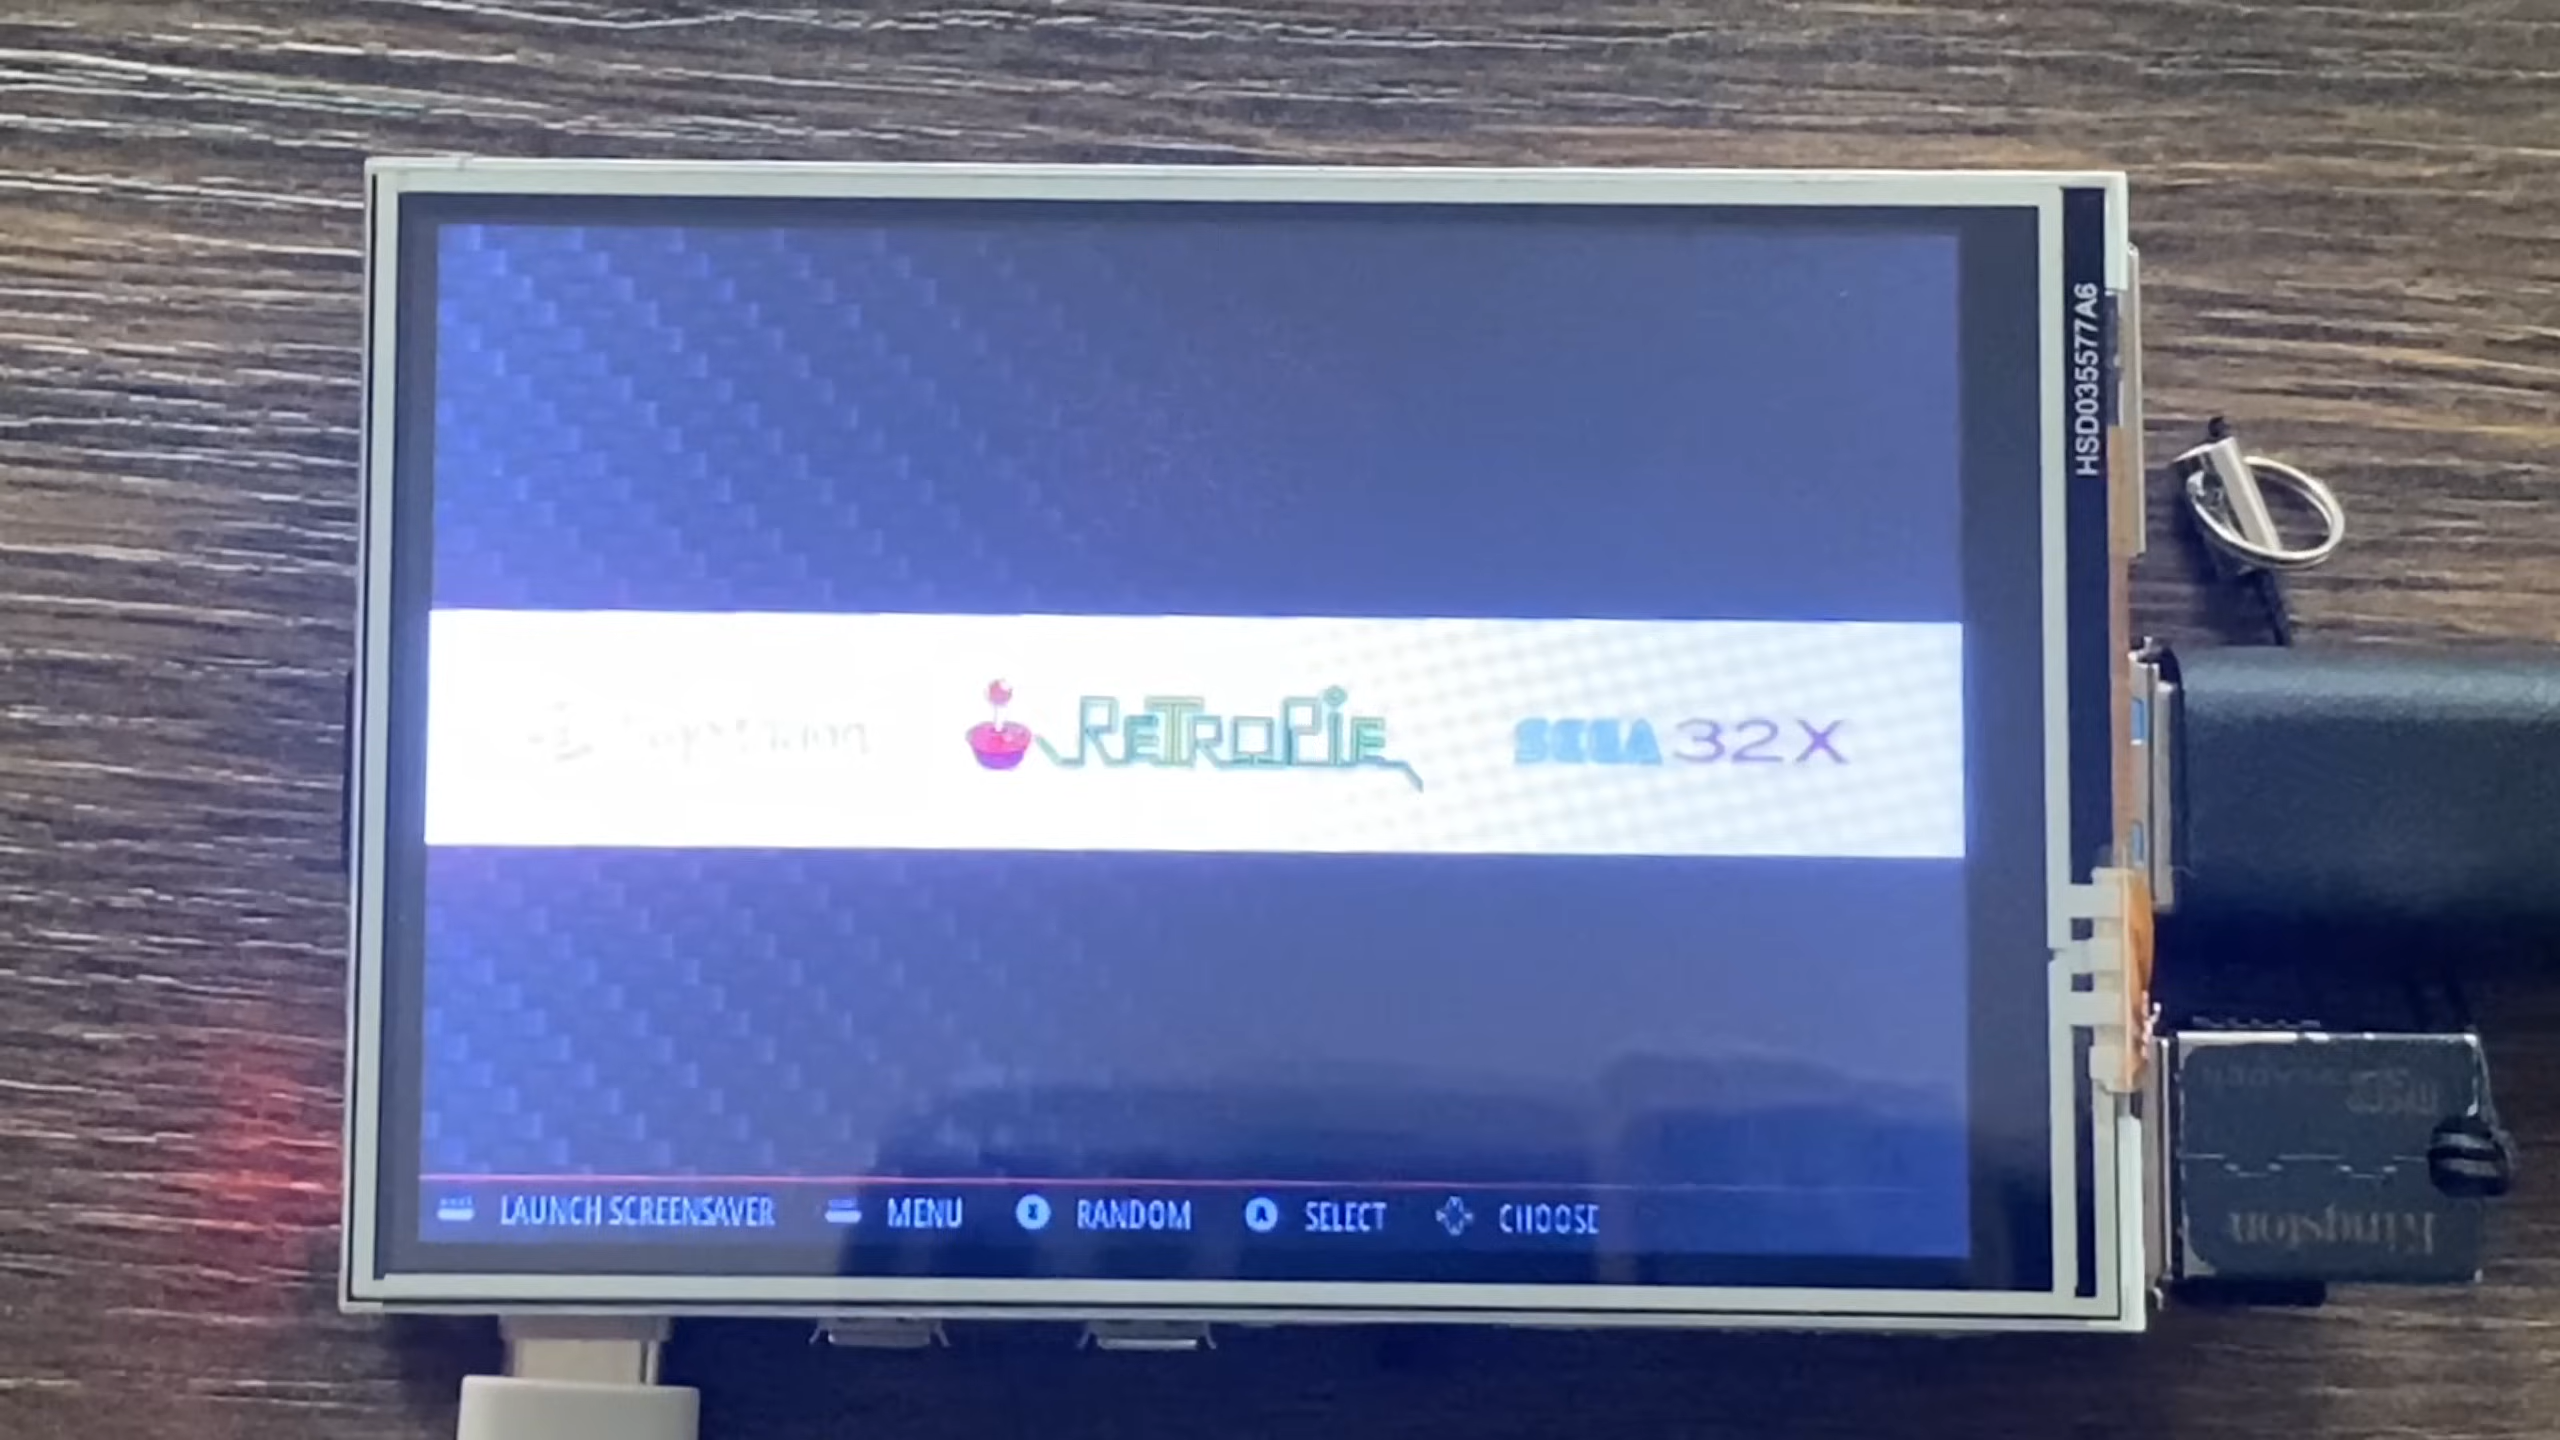 HSD035577A6
RETROPIE
SEGA 32X
LAUNCH SCREENSAVER MENU RANDOM SELECT CHOOSE
Kingston